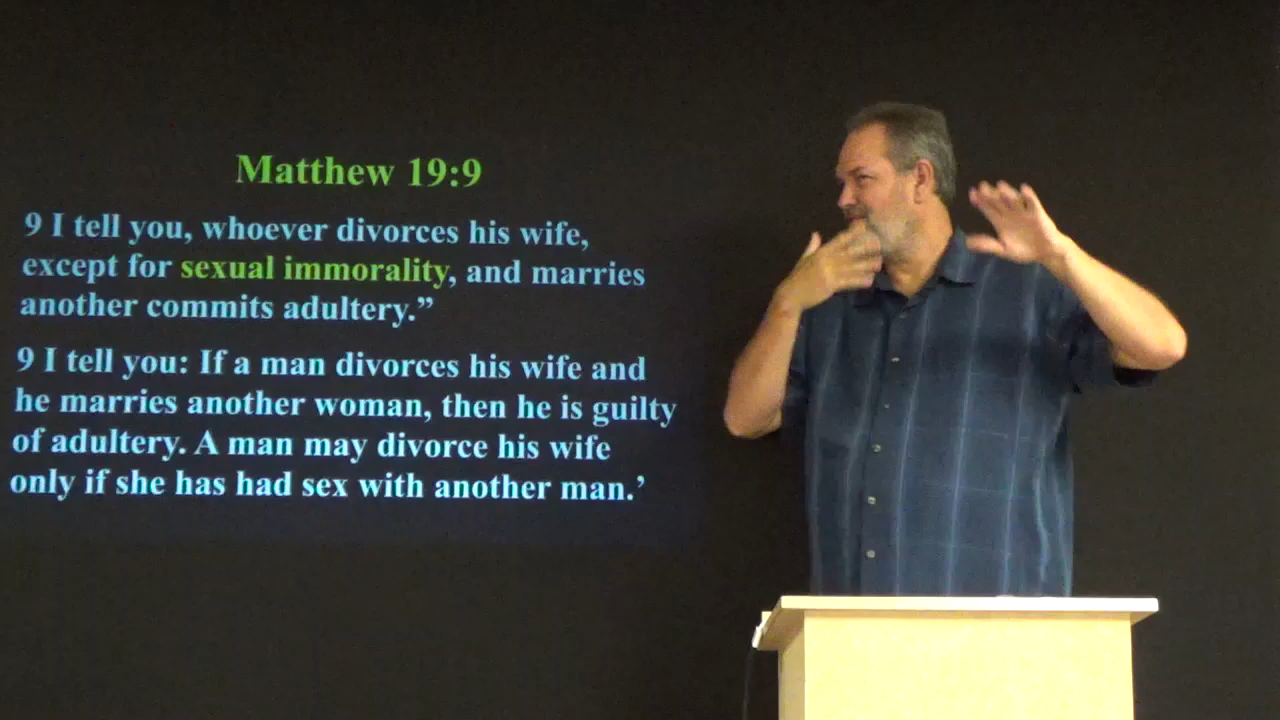 Matthew 19:9
9 I tell you, whoever divorces his wife,
except for sexual immorality, and marries
another commits adultery.”
9 I tell you: If a man divorces his wife and
he marries another woman, then he is guilty
of adultery. A man may divorce his wife
only if she has had sex with another man.’